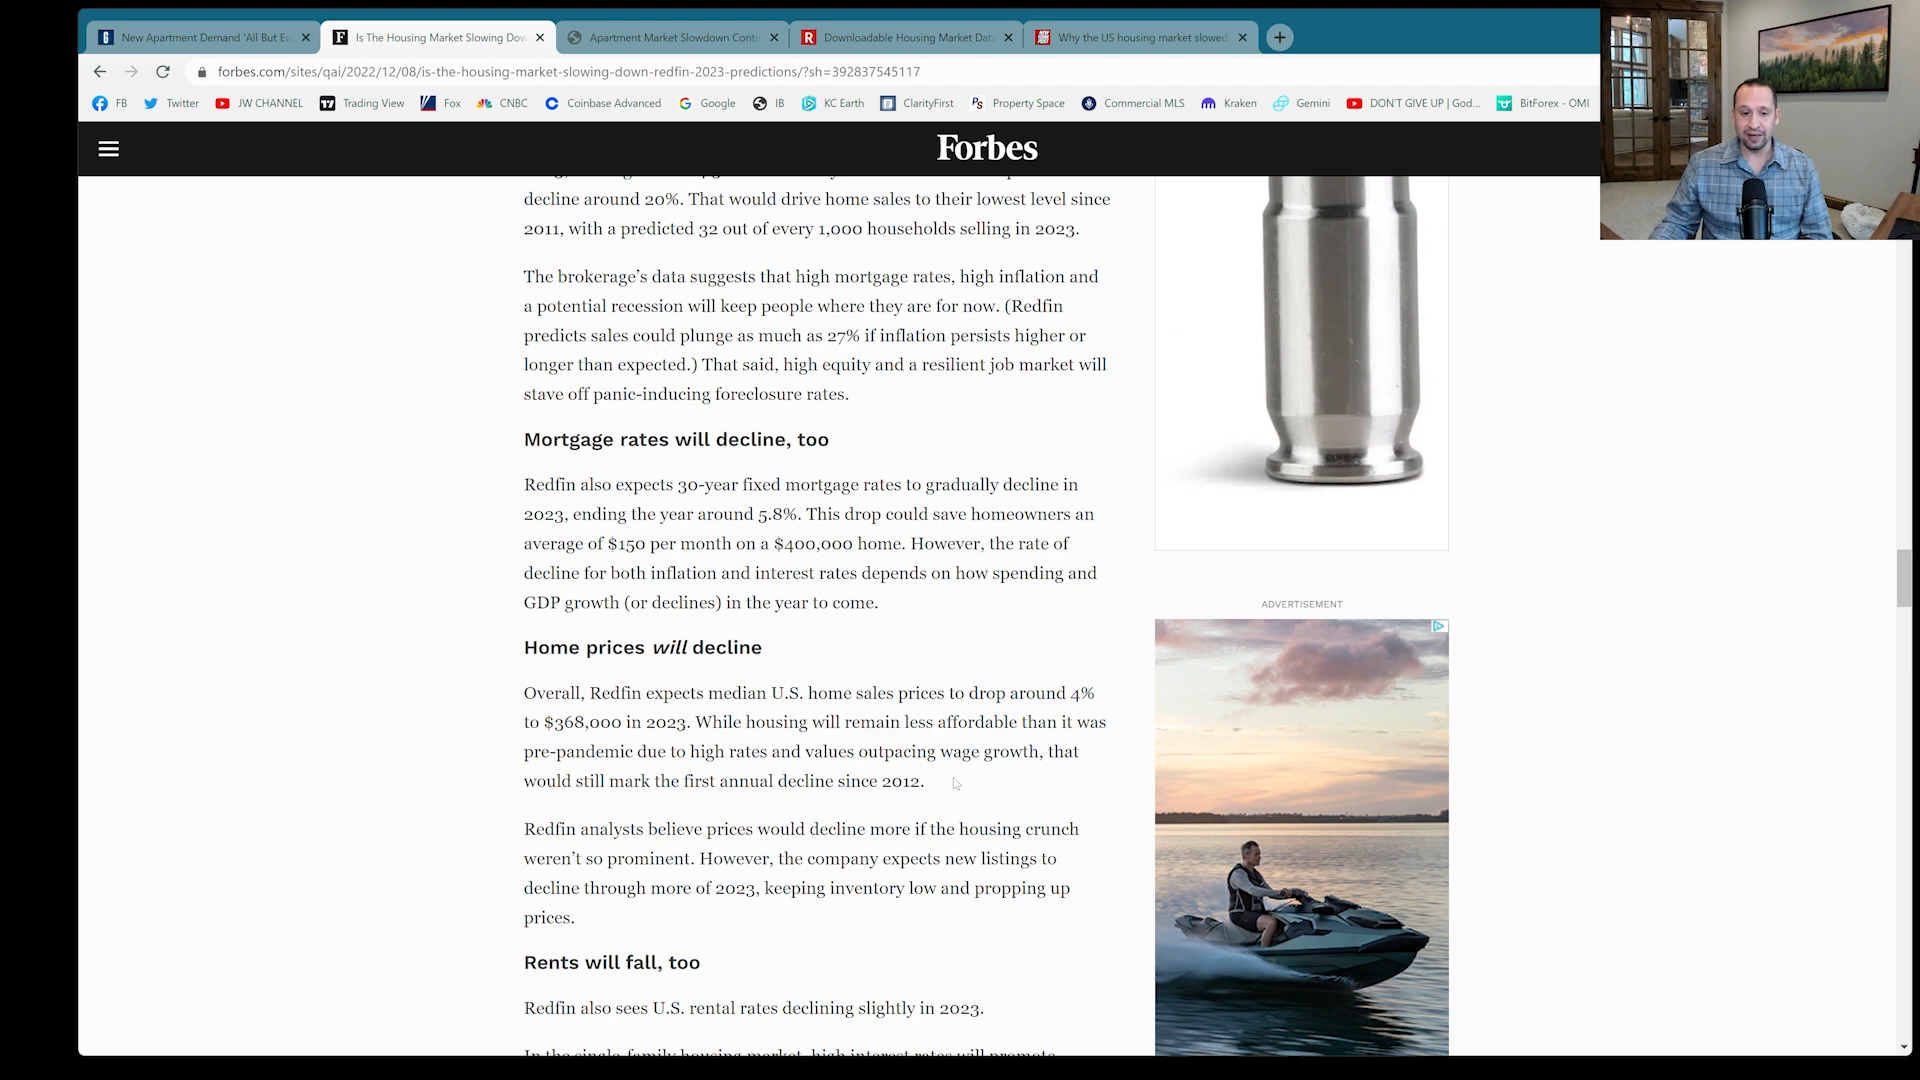 New Apartment Demand 'All But Ev
Is The Housing Market Slowing Dow
Apartment Market Slowdown Conti
Downloadable Housing Market Dat
Why the US housing market slowed
forbes.com/sites/qai/2022/12/08/is-the-housing-market-slowing-down-redfin-2023-predictions/?sh=392837545117
FB
Twitter
JW CHANNEL
Trading View
Fox
CNBC
Coinbase Advanced
Google
IB
KC Earth
ClarityFirst
Property Space
Commercial MLS
Kraken
Gemini
DON'T GIVE UP | God...
BitForex - OMI
Forbes
decline around 20%. That would drive home sales to their lowest level since
2011, with a predicted 32 out of every 1,000 households selling in 2023.
The brokerage's data suggests that high mortgage rates, high inflation and
a potential recession will keep people where they are for now. (Redfin
predicts sales could plunge as much as 27% if inflation persists higher or
longer than expected.) That said, high equity and a resilient job market will
stave off panic-inducing foreclosure rates.
Mortgage rates will decline, too
Redfin also expects 30-year fixed mortgage rates to gradually decline in
2023, ending the year around 5.8%. This drop could save homeowners an
average of $150 per month on a $400,000 home. However, the rate of
decline for both inflation and interest rates depends on how spending and
GDP growth (or declines) in the year to come.
Home prices will decline
Overall, Redfin expects median U.S. home sales prices to drop around 4%
to $368,000 in 2023. While housing will remain less affordable than it was
pre-pandemic due to high rates and values outpacing wage growth, that
would still mark the first annual decline since 2012.
Redfin analysts believe prices would decline more if the housing crunch
weren't so prominent. However, the company expects new listings to
decline through more of 2023, keeping inventory low and propping up
prices.
Rents will fall, too
Redfin also sees U.S. rental rates declining slightly in 2023.
In the single-family housing market, high interest rates will promote
ADVERTISEMENT